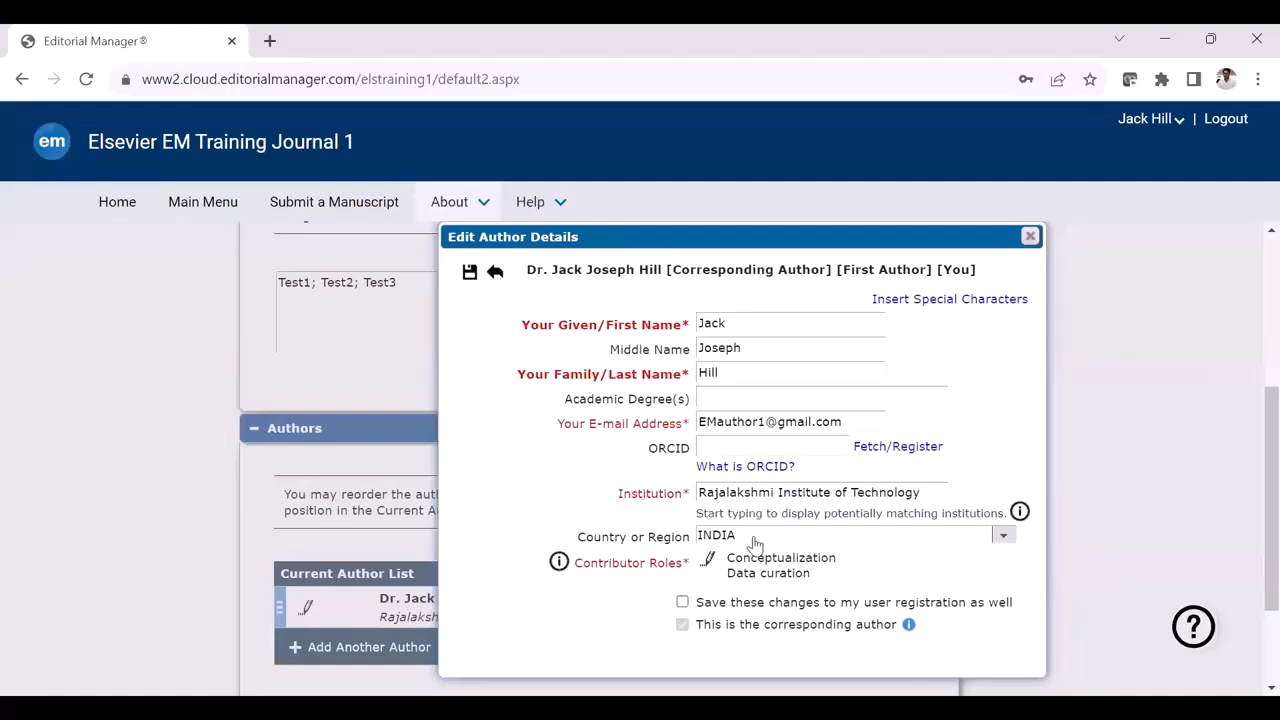 Editorial Manager®
www2.cloud.editorialmanager.com/elstraining1/default2.aspx
Jack Hill | Logout
em Elsevier EM Training Journal 1
Home Main Menu Submit a Manuscript About Help
Edit Author Details
Dr. Jack Joseph Hill [Corresponding Author] [First Author] [You]
Insert Special Characters
Your Given/First Name* Jack
Middle Name Joseph
Your Family/Last Name* Hill
Academic Degree(s)
Your E-mail Address* EMauthor1@gmail.com
ORCID Fetch/Register
What is ORCID?
Institution* Rajalakshmi Institute of Technology
Start typing to display potentially matching institutions.
Country or Region INDIA
Contributor Roles* Conceptualization
Data curation
Save these changes to my user registration as well
This is the corresponding author
Test1; Test2; Test3
Authors
You may reorder the aut
position in the Current A
Current Author List
Dr. Jack
Rajalaksh
+ Add Another Author
?